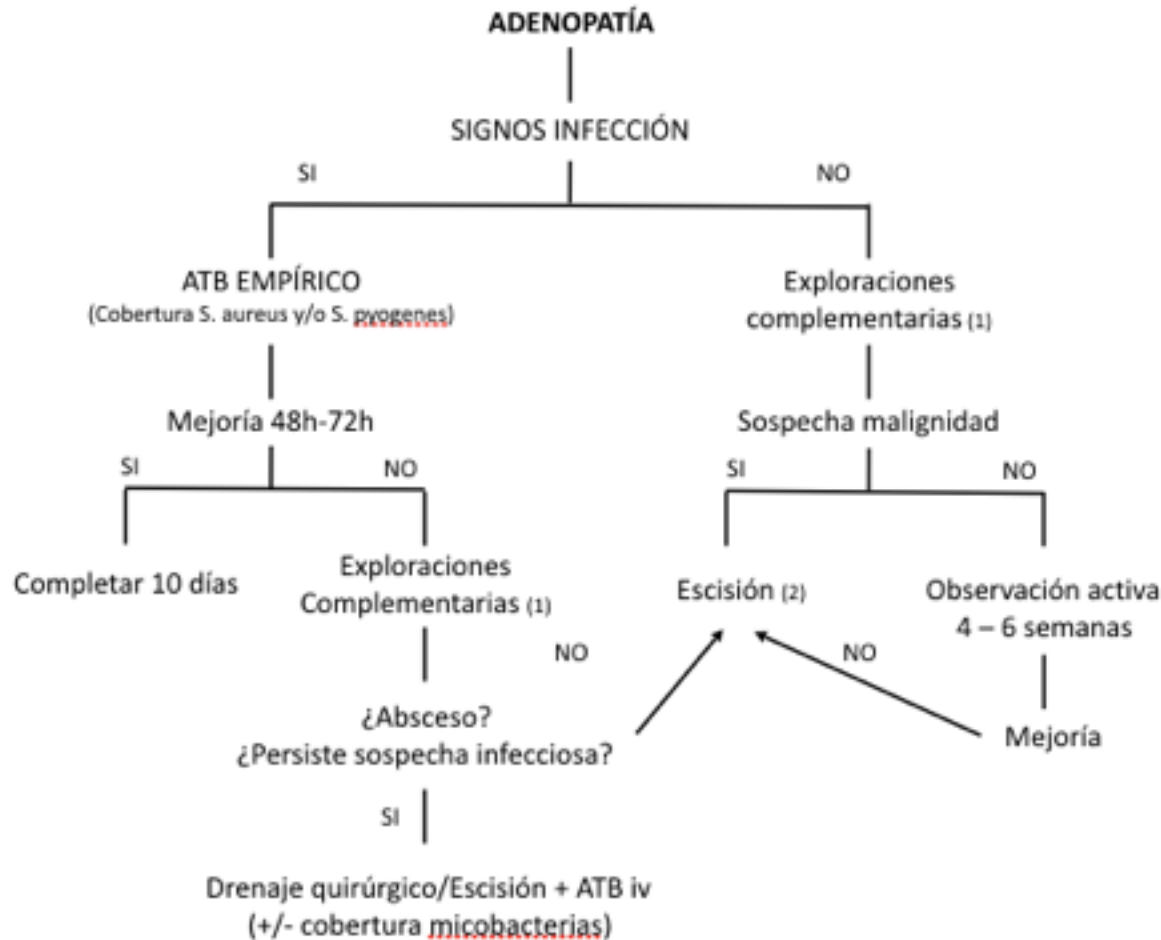 ADENOPATÍA
SIGNOS INFECCIÓN
SI
NO
ATB EMPÍRICO
(Cobertura S. aureus y/o S. pyogenes)
Exploraciones
complementarias (1)
Mejoría 48h-72h
Sospecha malignidad
SI
NO
SI
NO
Completar 10 días
Exploraciones
Complementarias (1)
Escisión (2)
Observación activa
4 – 6 semanas
NO
NO
¿Absceso?
¿Persiste sospecha infecciosa?
Mejoría
SI
Drenaje quirúrgico/Escisión + ATB iv
(+/- cobertura micobacterias)